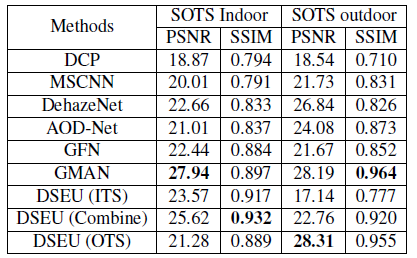 Methods SOTS Indoor SOTS outdoor
PSNR SSIM PSNR SSIM
DCP 18.87 0.794 18.54 0.710
MSCNN 20.01 0.791 21.73 0.831
DehazeNet 22.66 0.833 26.84 0.826
AOD-Net 21.01 0.837 24.08 0.873
GFN 22.44 0.884 21.67 0.852
GMAN 27.94 0.897 28.19 0.964
DSEU (ITS) 23.57 0.917 17.14 0.777
DSEU (Combine) 25.62 0.932 22.76 0.920
DSEU (OTS) 21.28 0.889 28.31 0.955